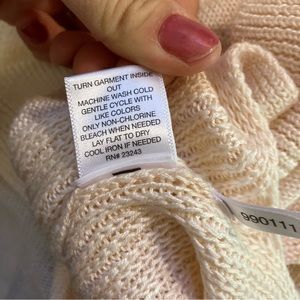 TURN GARMENT INSIDE
OUT
MACHINE WASH COLD
GENTLE CYCLE WITH
LIKE COLORS
ONLY NON-CHLORINE
BLEACH WHEN NEEDED
LAY FLAT TO DRY
COOL IRON IF NEEDED
RN# 23243
990111